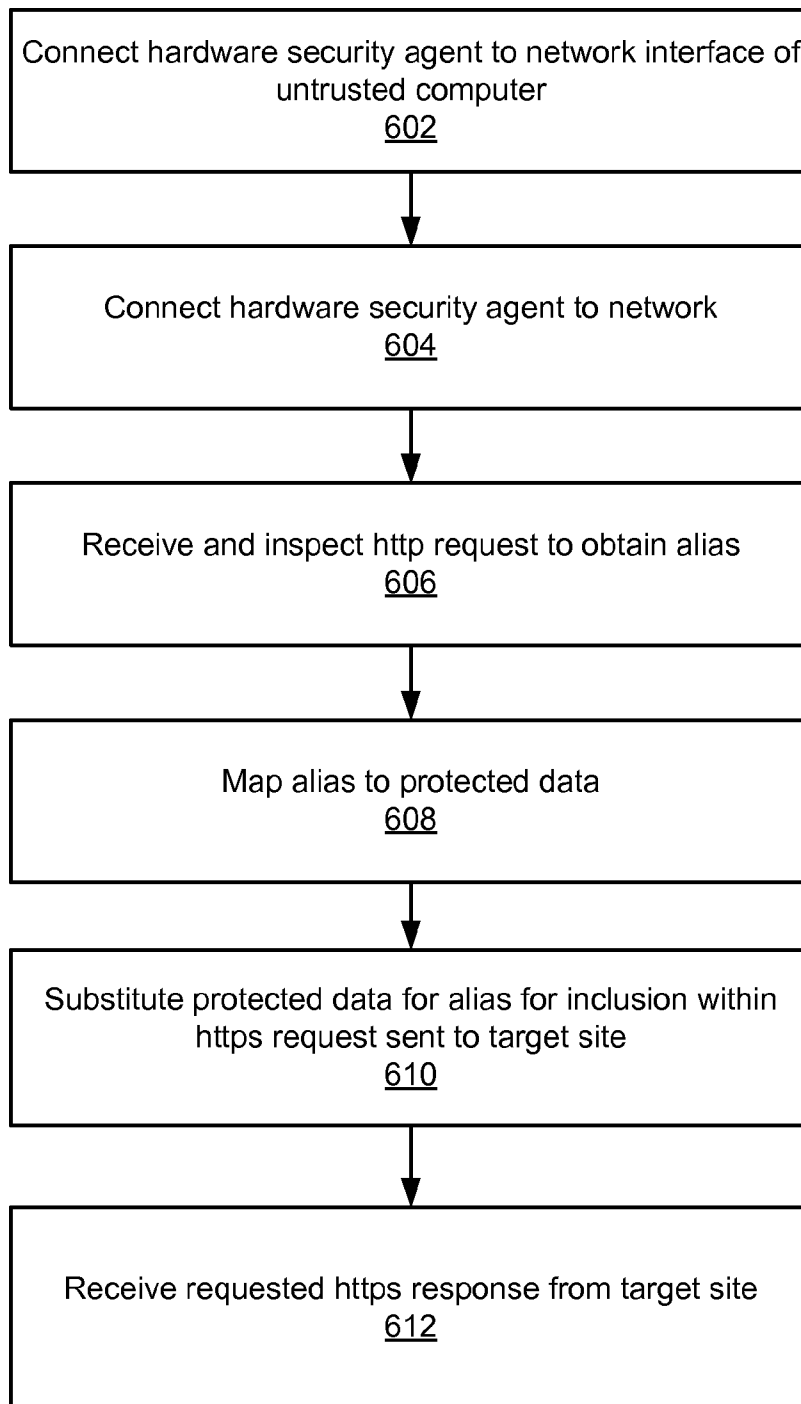 Connect hardware security agent to network interface of
untrusted computer
602
Connect hardware security agent to network
604
Receive and inspect http request to obtain alias
606
Map alias to protected data
608
Substitute protected data for alias for inclusion within
https request sent to target site
610
Receive requested https response from target site
612